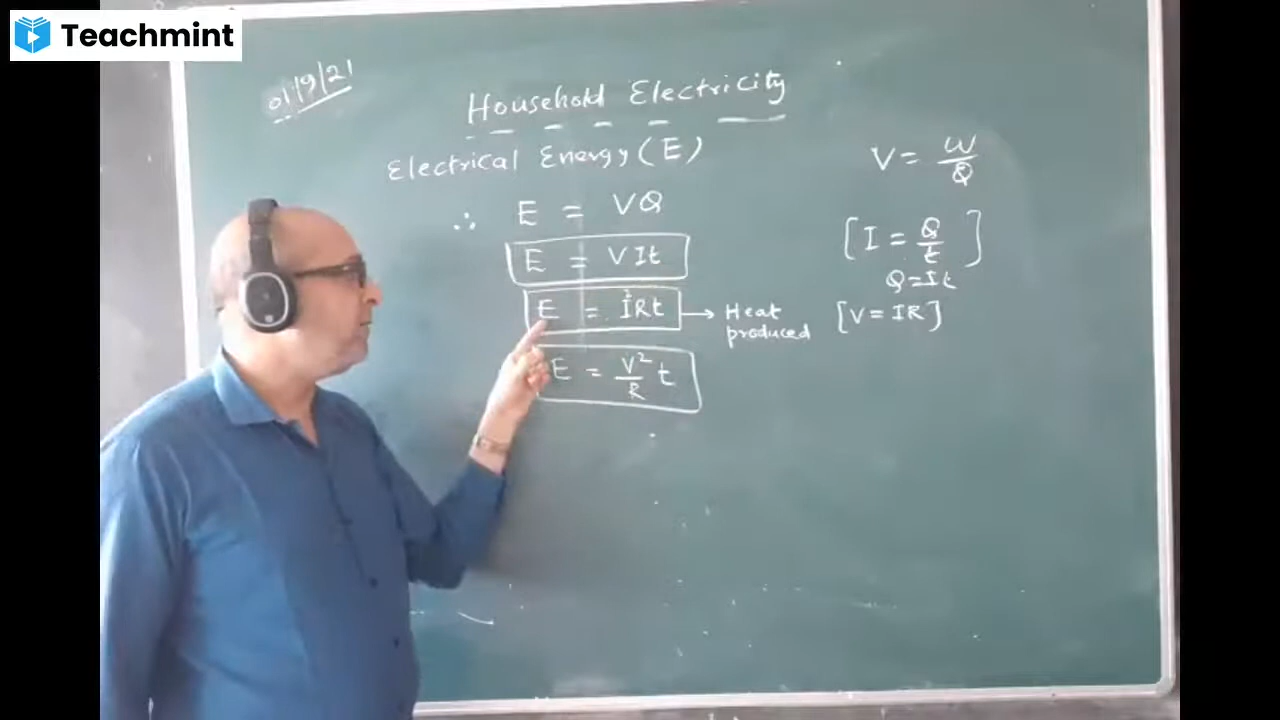 Teachmint
01/9/21
Household Electricity
Electrical Energy (E)
∴ E = VQ
E = VIt
E = I²Rt → Heat produced
E = V²/R t
V = W/Q
[I = Q/t]
Q = It
[V = IR]